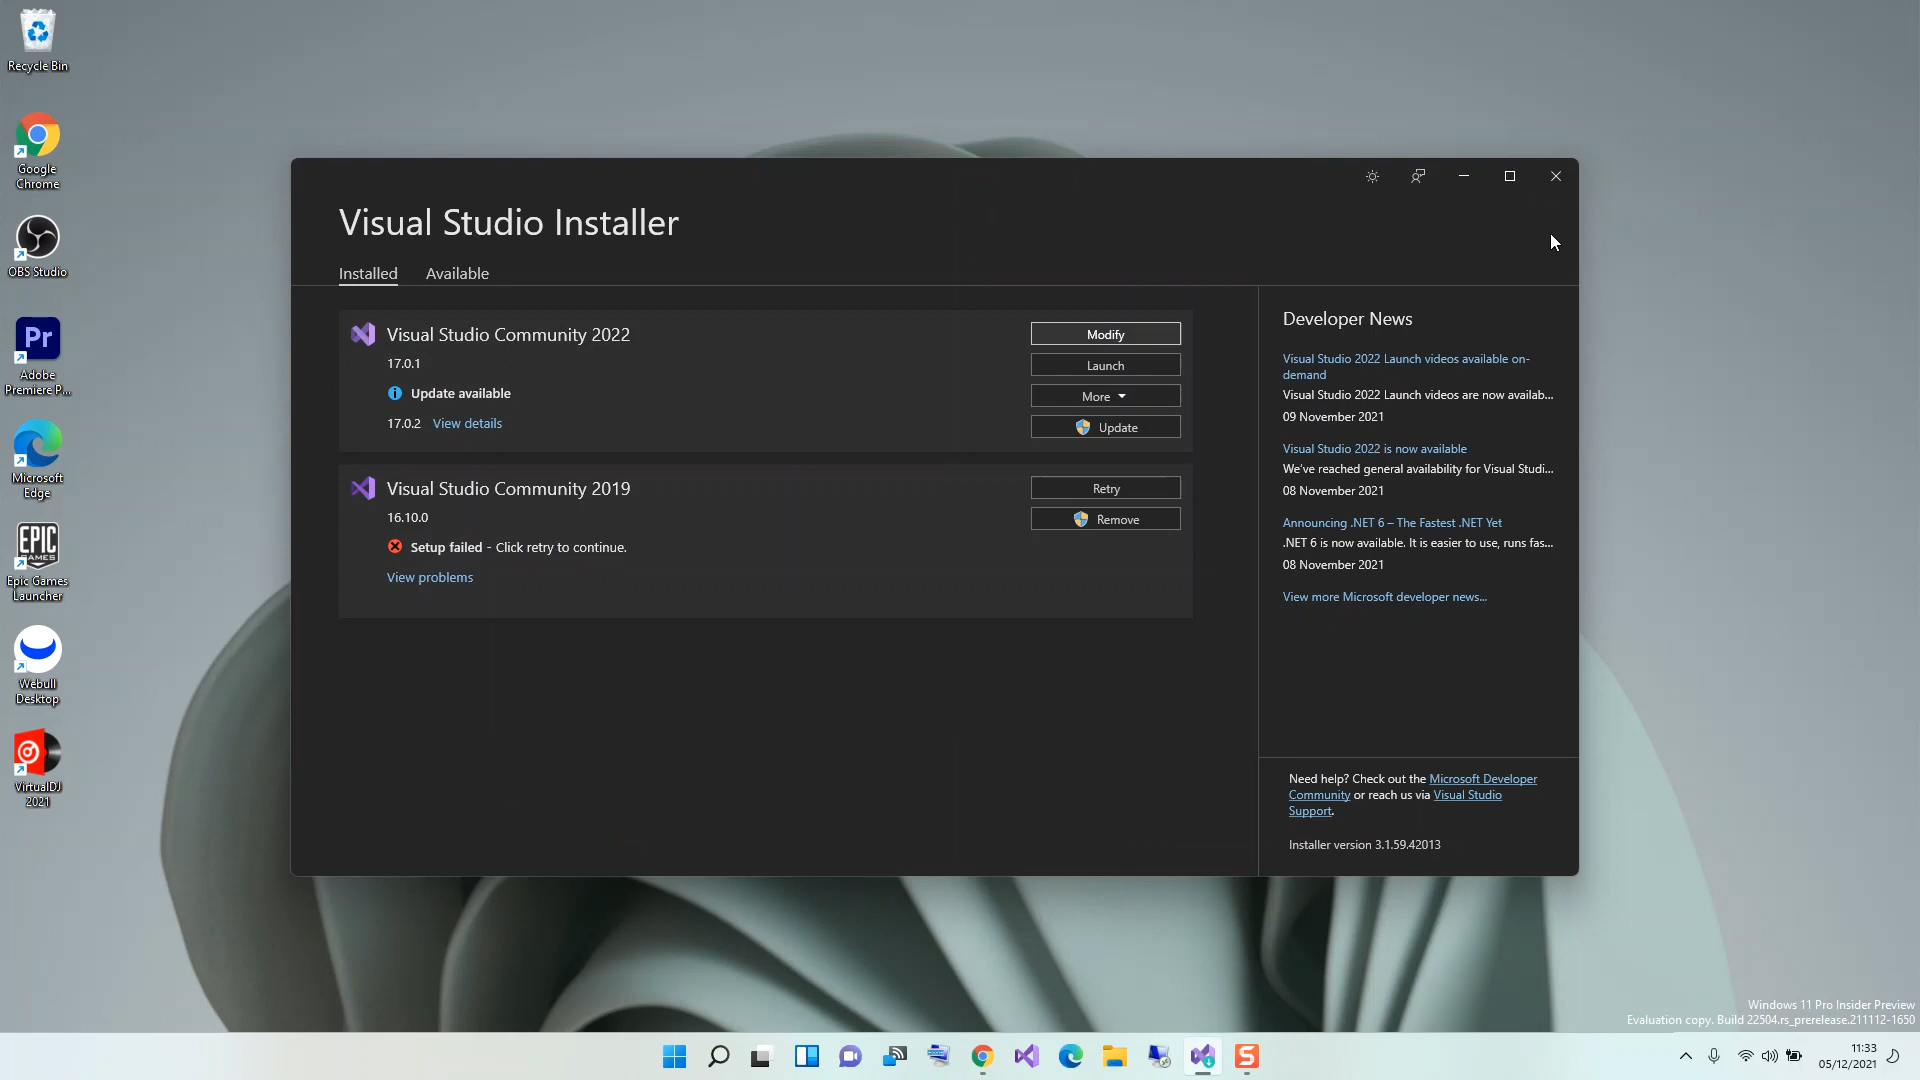 Recycle Bin
Google
Chrome
OBS Studio
Pr
Adobe
Premiere P...
Microsoft
Edge
EPIC
GAMES
Epic Games
Launcher
Webull
Desktop
VirtualDJ
2021
Visual Studio Installer
Installed
Available
Visual Studio Community 2022
17.0.1
Update available
17.0.2 View details
Modify
Launch
More
Update
Visual Studio Community 2019
16.10.0
Setup failed - Click retry to continue.
View problems
Retry
Remove
Developer News
Visual Studio 2022 Launch videos available on-
demand
Visual Studio 2022 Launch videos are now availab...
09 November 2021
Visual Studio 2022 is now available
We've reached general availability for Visual Studi...
08 November 2021
Announcing .NET 6 – The Fastest .NET Yet
.NET 6 is now available. It is easier to use, runs fas...
08 November 2021
View more Microsoft developer news...
Need help? Check out the Microsoft Developer
Community or reach us via Visual Studio
Support.
Installer version 3.1.59.42013
Windows 11 Pro Insider Preview
Evaluation copy. Build 22504.rs_prerelease.211112-1650
S
11:33
05/12/2021